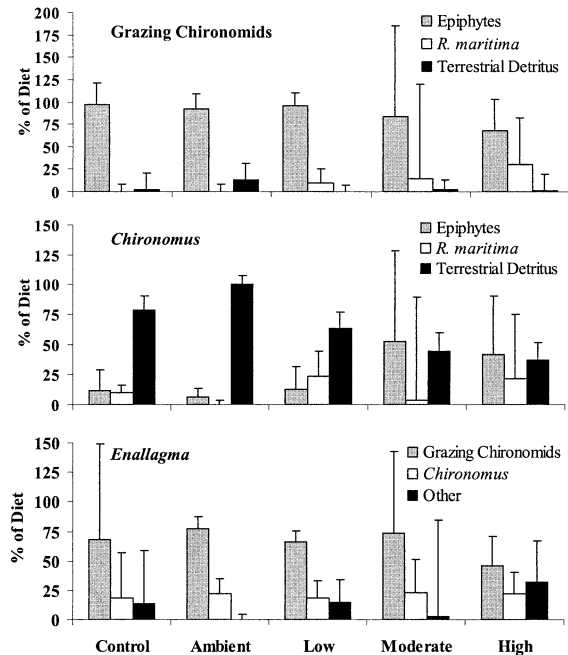 Grazing Chironomids
Epiphytes
R. maritima
Terrestrial Detritus
% of Diet
200
175
150
125
100
75
50
25
0
Chironomus
Epiphytes
R. maritima
Terrestrial Detritus
% of Diet
150
125
100
75
50
25
0
Enallagma
Grazing Chironomids
Chironomus
Other
% of Diet
150
125
100
75
50
25
0
Control Ambient Low Moderate High